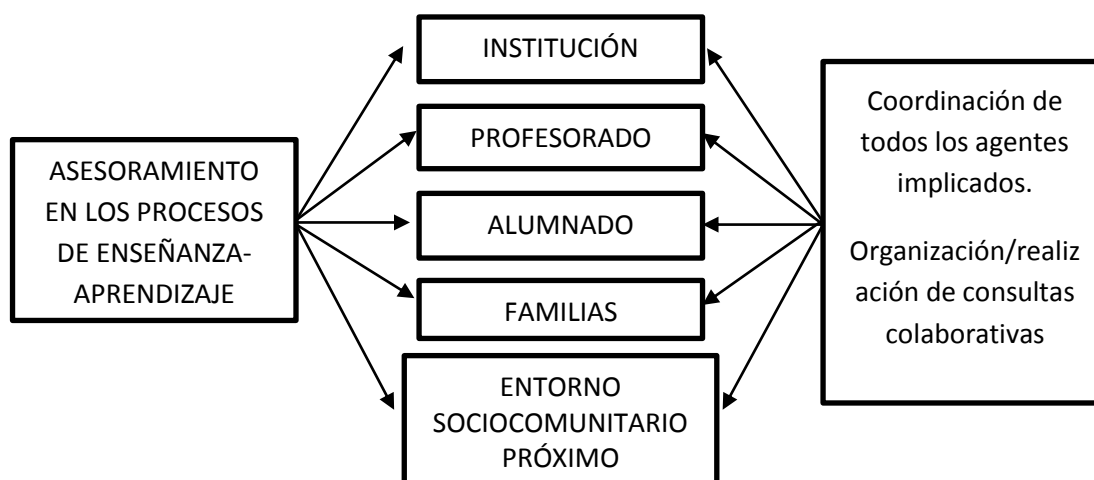 ASESORAMIENTO
EN LOS PROCESOS
DE ENSEÑANZA-
APRENDIZAJE
INSTITUCIÓN
PROFESORADO
ALUMNADO
FAMILIAS
ENTORNO
SOCIOCOMUNITARIO
PRÓXIMO
Coordinación de
todos los agentes
implicados.
Organización/realiz
ación de consultas
colaborativas